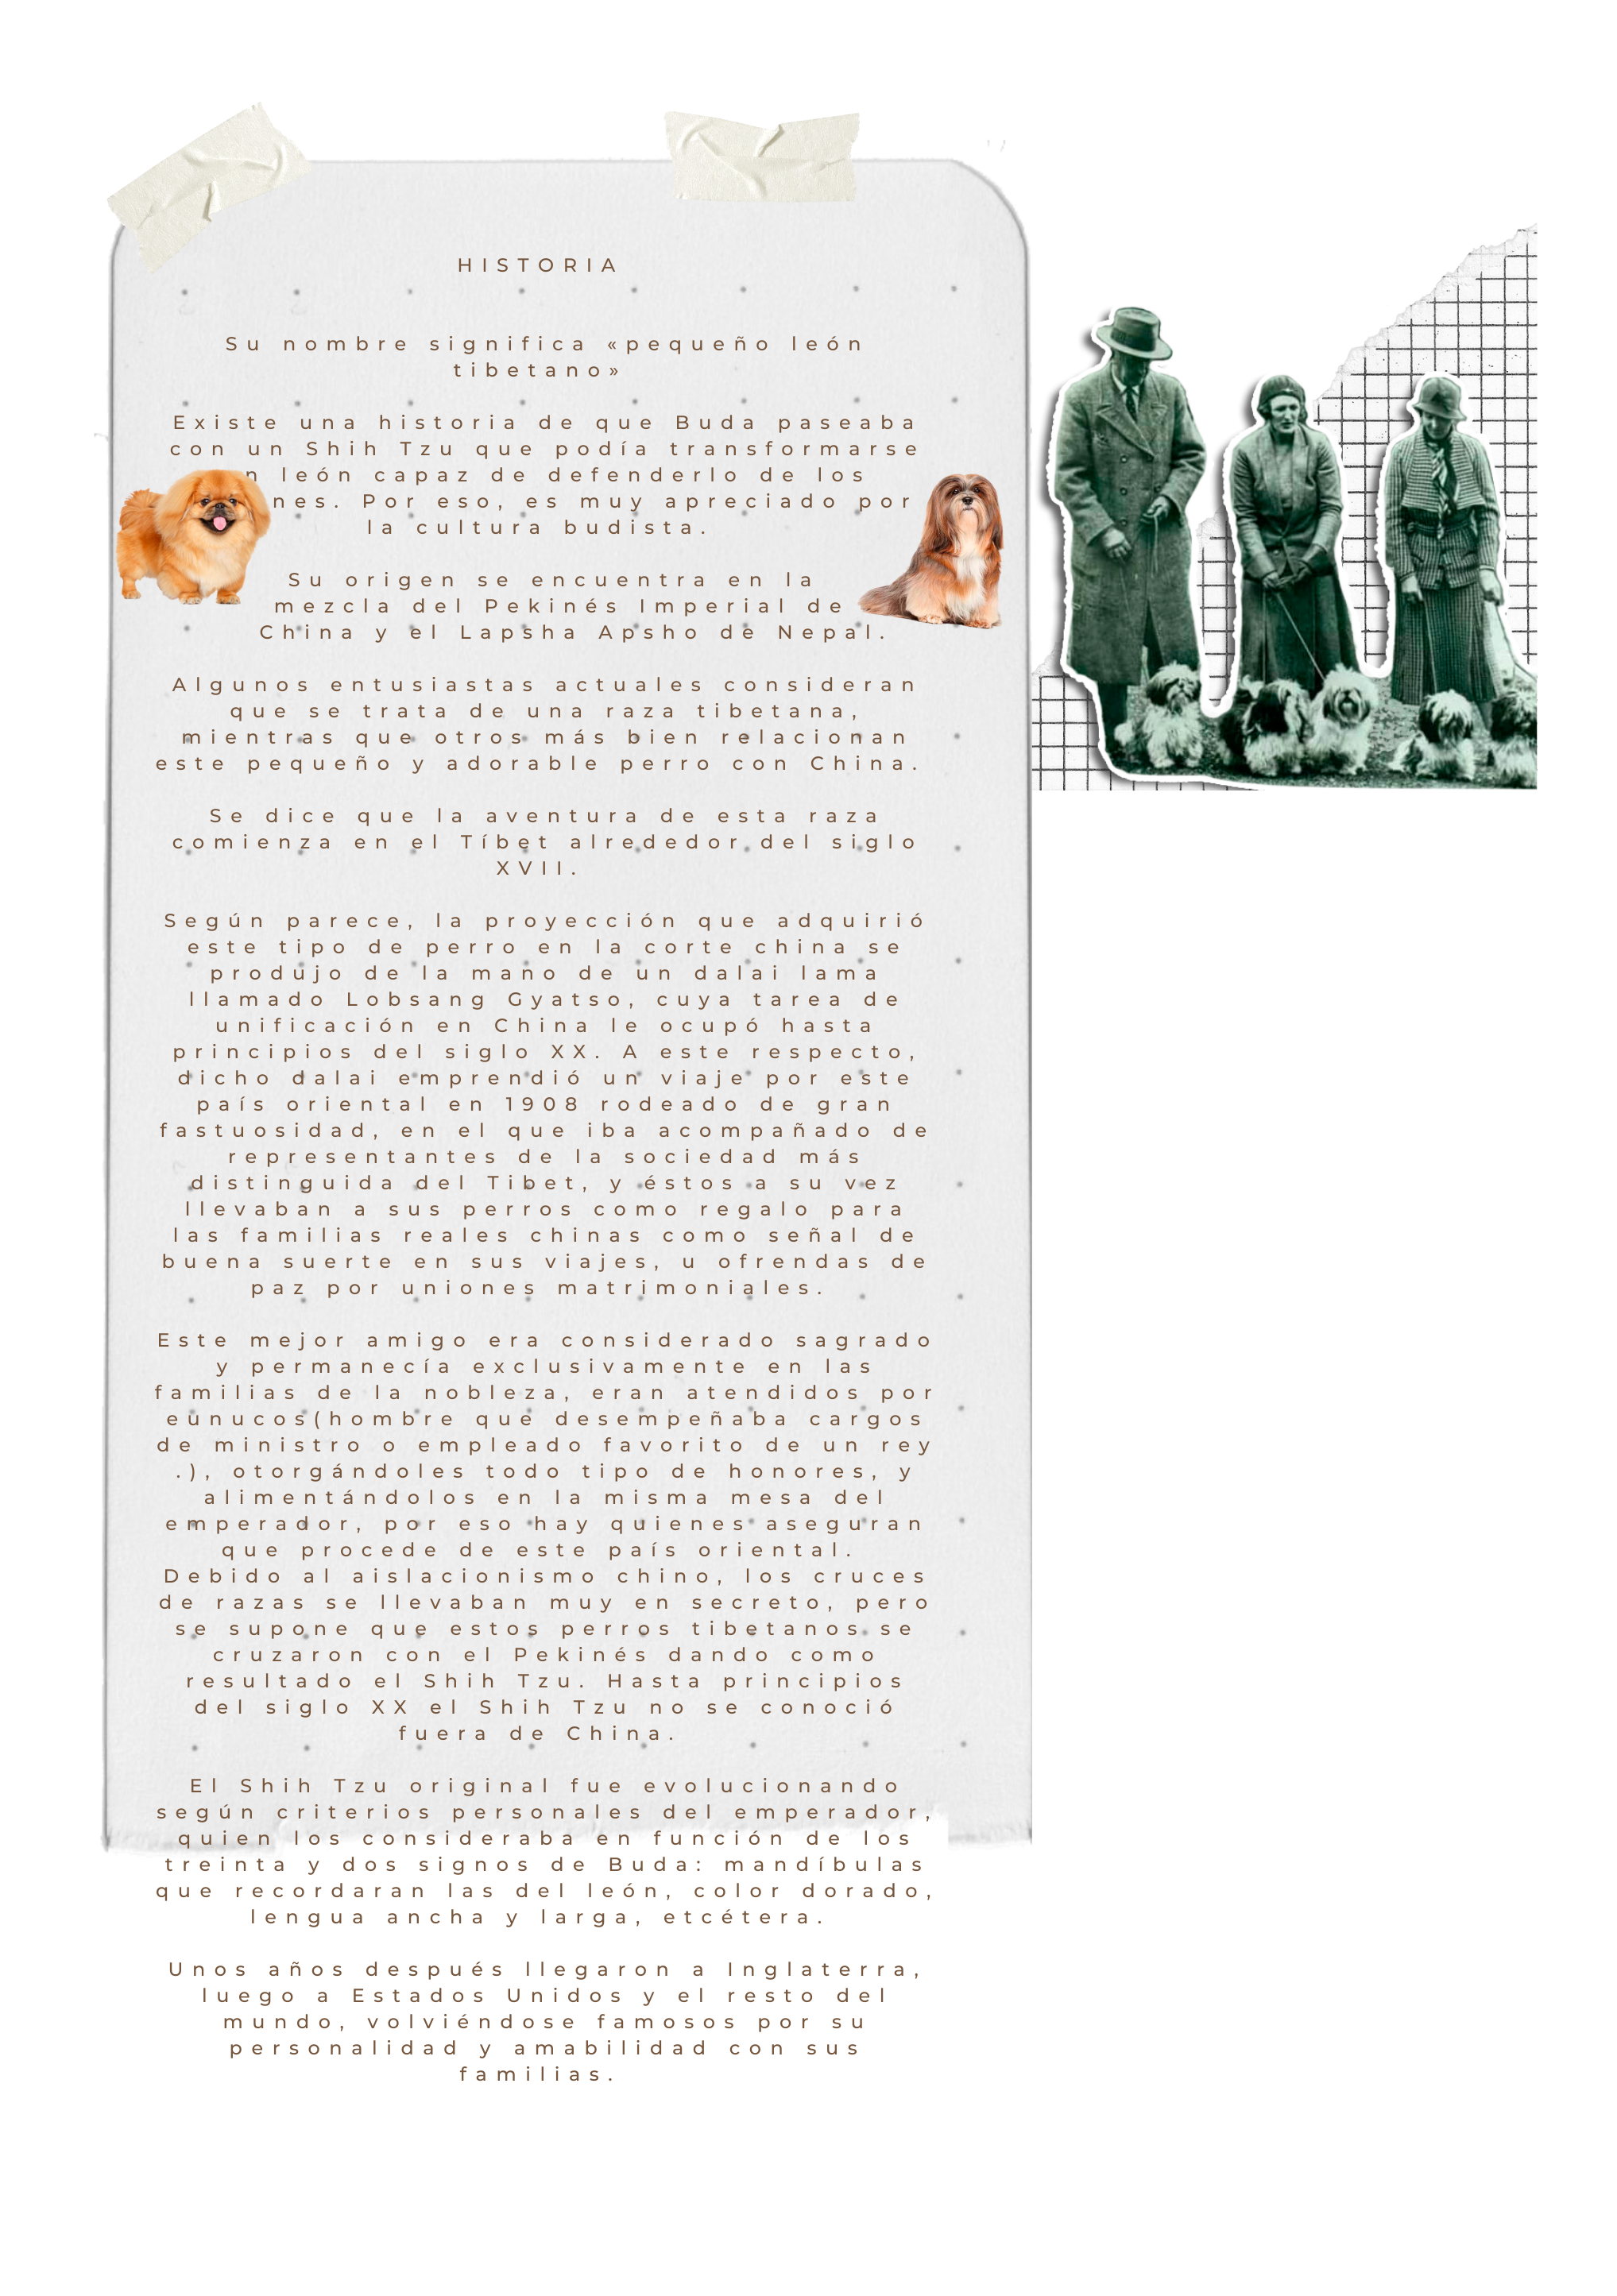 HISTORIA
Su nombre significa «pequeño león
tibetano»
Existe una historia de que Buda paseaba
con un Shih Tzu que podía transformarse
n león capaz de defenderlo de los
nes. Por eso, es muy apreciado por
la cultura budista.
Su origen se encuentra en la
mezcla del Pekinés Imperial de
China y el Lapsha Apsho de Nepal.
Algunos entusiastas actuales consideran
que se trata de una raza tibetana,
mientras que otros más bien relacionan
este pequeño y adorable perro con China.
Se dice que la aventura de esta raza
comienza en el Tíbet alrededor del siglo
XVII.
Según parece, la proyección que adquirió
este tipo de perro en la corte china se
produjo de la mano de un dalai lama
llamado Lobsang Gyatso, cuya tarea de
unificación en China le ocupó hasta
principios del siglo XX. A este respecto,
dicho dalai emprendió un viaje por este
país oriental en 1908 rodeado de gran
fastuosidad, en el que iba acompañado de
representantes de la sociedad más
distinguida del Tibet, y éstos a su vez
llevaban a sus perros como regalo para
las familias reales chinas como señal de
buena suerte en sus viajes, u ofrendas de
paz por uniones matrimoniales.
Este mejor amigo era considerado sagrado
y permanecía exclusivamente en las
familias de la nobleza, eran atendidos por
eunucos(hombre que desempeñaba cargos
de ministro o empleado favorito de un rey
.), otorgándoles todo tipo de honores, y
alimentándolos en la misma mesa del
emperador, por eso hay quienes aseguran
que procede de este país oriental.
Debido al aislacionismo chino, los cruces
de razas se llevaban muy en secreto, pero
se supone que estos perros tibetanos se
cruzaron con el Pekinés dando como
resultado el Shih Tzu. Hasta principios
del siglo XX el Shih Tzu no se conoció
fuera de China.
El Shih Tzu original fue evolucionando
según criterios personales del emperador,
quien los consideraba en función de los
treinta y dos signos de Buda: mandíbulas
que recordaran las del león, color dorado,
lengua ancha y larga, etcétera.
Unos años después llegaron a Inglaterra,
luego a Estados Unidos y el resto del
mundo, volviéndose famosos por su
personalidad y amabilidad con sus
familias.